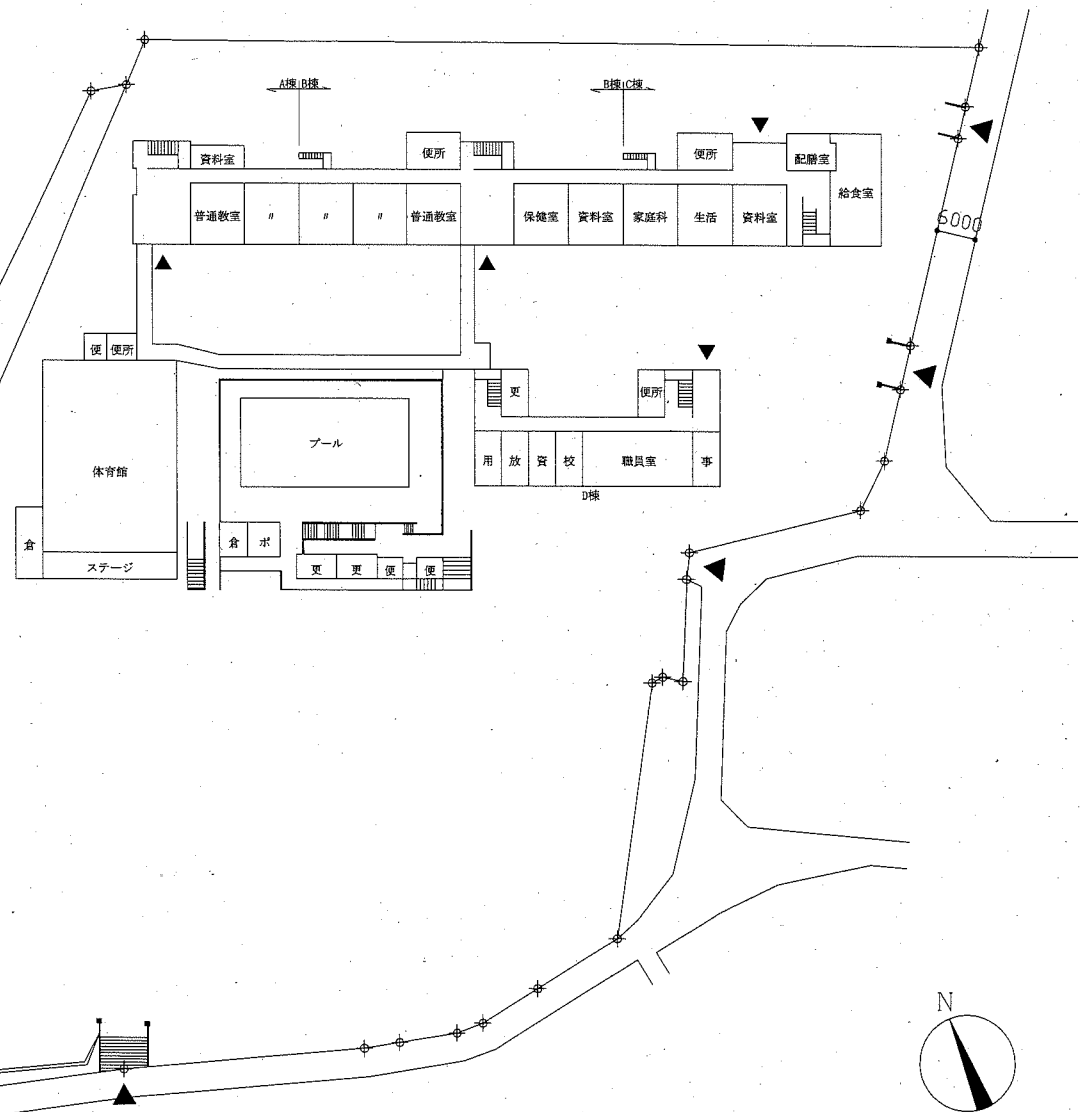 A棟 B棟
B棟 C棟
資料室
便所
便所
配膳室
給食室
普通教室
〃
〃
〃
普通教室
保健室
資料室
家庭科
生活
資料室
6000
便
便所
更
便所
プール
体育館
用
放
資
校
職員室
事
D棟
倉
倉
ポ
ステージ
更
更
便
便
N